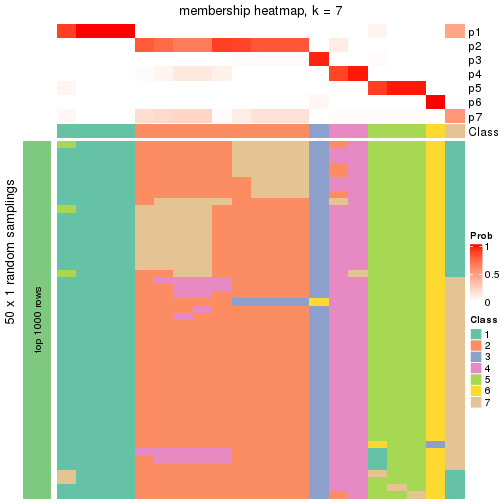 membership heatmap, k = 7
p1
p2
p3
p4
p5
p6
p7
Class
50 x 1 random samplings
top 1000 rows
Prob
1
0.5
0
Class
1
2
3
4
5
6
7